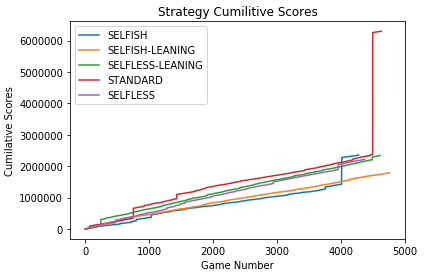 Strategy Cumilitive Scores
SELFISH
SELFISH-LEANING
SELFLESS-LEANING
STANDARD
SELFLESS
Cumilative Scores
6000000
5000000
4000000
3000000
2000000
1000000
0
0 1000 2000 3000 4000 5000
Game Number